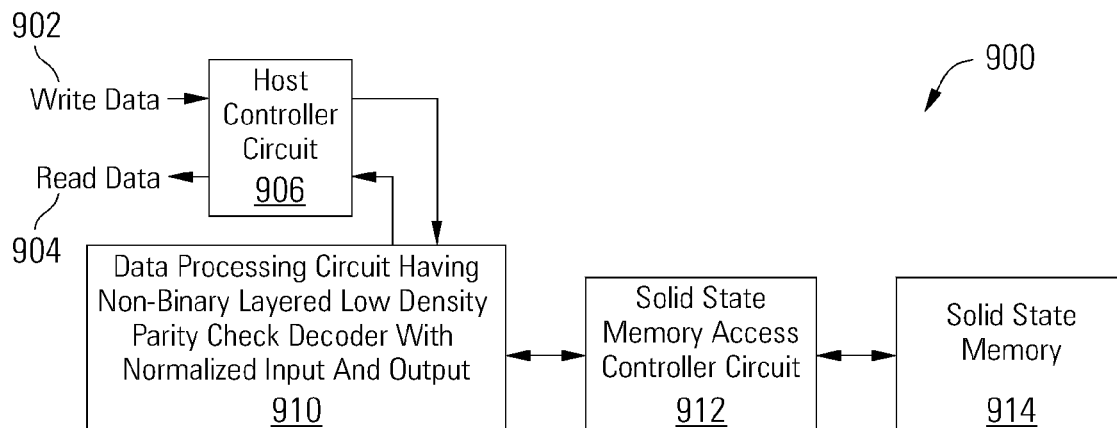 902
900
Write Data
Read Data
904
Host
Controller
Circuit
906
Data Processing Circuit Having
Non-Binary Layered Low Density
Parity Check Decoder With
Normalized Input And Output
910
Solid State
Memory Access
Controller Circuit
912
Solid State
Memory
914